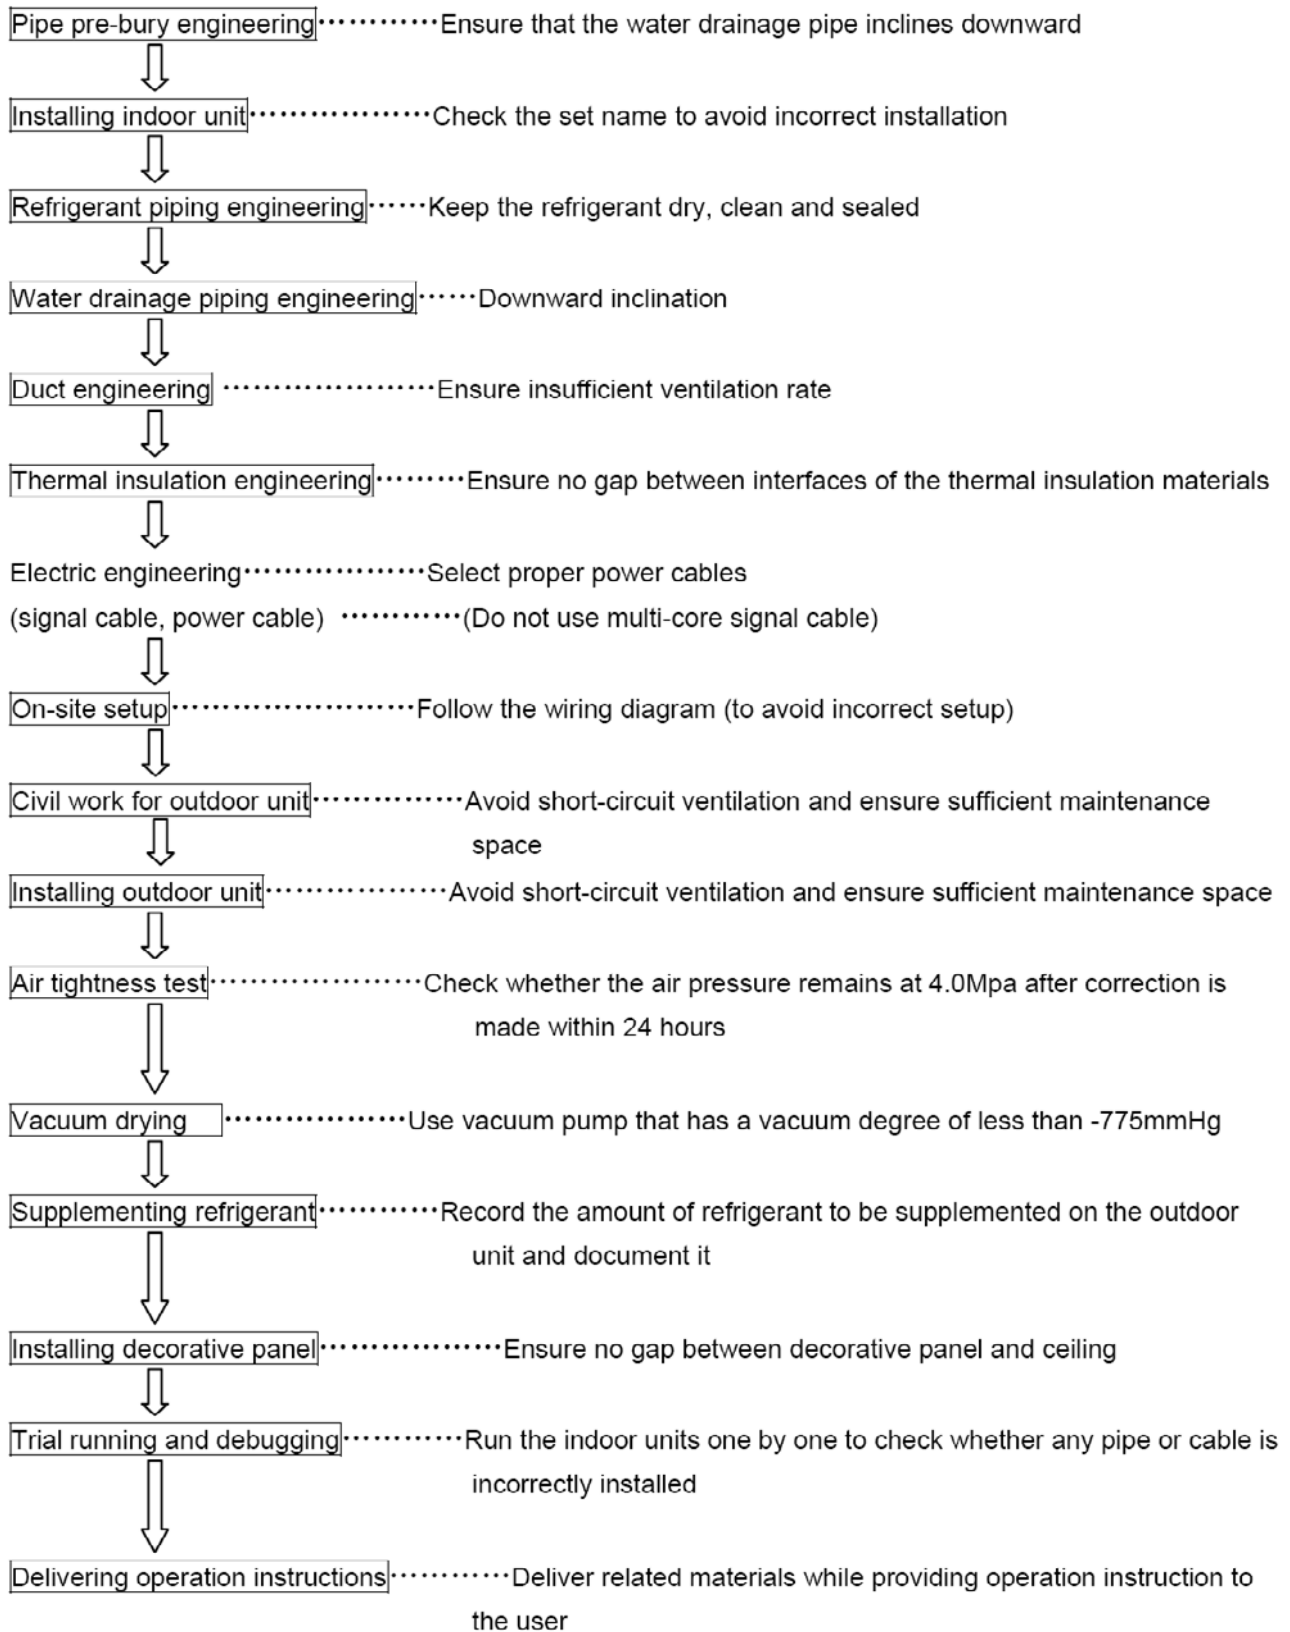 Pipe pre-bury engineering············Ensure that the water drainage pipe inclines downward
Installing indoor unit··················Check the set name to avoid incorrect installation
Refrigerant piping engineering······Keep the refrigerant dry, clean and sealed
Water drainage piping engineering······Downward inclination
Duct engineering ·····················Ensure insufficient ventilation rate
Thermal insulation engineering·········Ensure no gap between interfaces of the thermal insulation materials
Electric engineering··················Select proper power cables
(signal cable, power cable) ············(Do not use multi-core signal cable)
On-site setup························Follow the wiring diagram (to avoid incorrect setup)
Civil work for outdoor unit···············Avoid short-circuit ventilation and ensure sufficient maintenance
space
Installing outdoor unit··················Avoid short-circuit ventilation and ensure sufficient maintenance space
Air tightness test·····················Check whether the air pressure remains at 4.0Mpa after correction is
made within 24 hours
Vacuum drying ··················Use vacuum pump that has a vacuum degree of less than -775mmHg
Supplementing refrigerant············Record the amount of refrigerant to be supplemented on the outdoor
unit and document it
Installing decorative panel··················Ensure no gap between decorative panel and ceiling
Trial running and debugging············Run the indoor units one by one to check whether any pipe or cable is
incorrectly installed
Delivering operation instructions············Deliver related materials while providing operation instruction to
the user